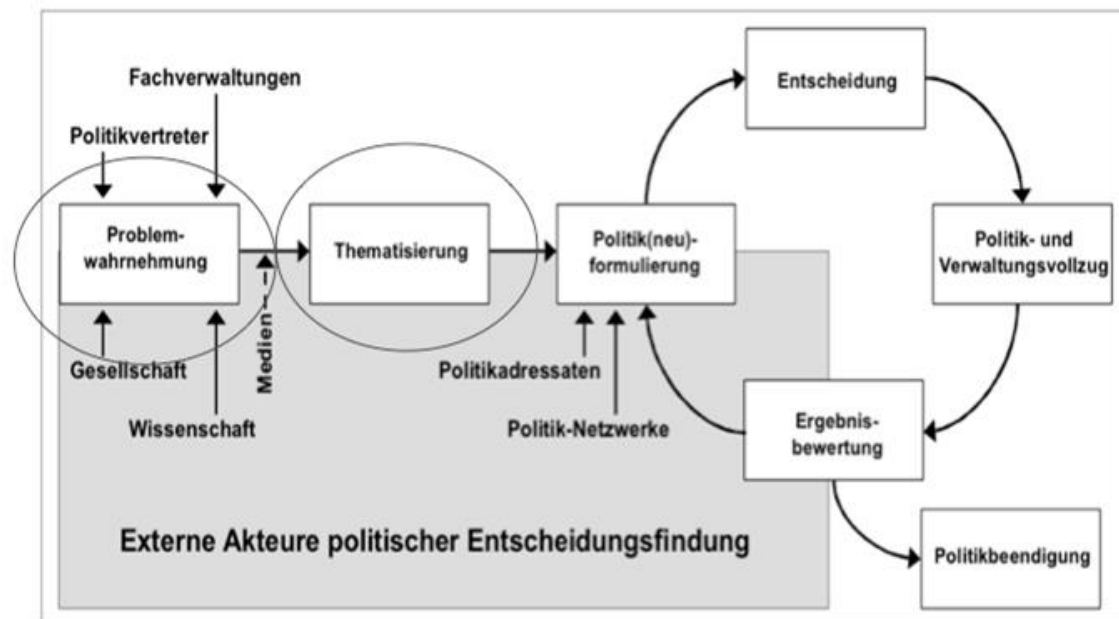 Fachverwaltungen
Politikvertreter
Problem-
wahrnehmung
Gesellschaft
Wissenschaft
Medien
Thematisierung
Politik(neu)-
formulierung
Politikadressaten
Politik-Netzwerke
Entscheidung
Politik- und
Verwaltungsvollzug
Ergebnis-
bewertung
Politikbeendigung
Externe Akteure politischer Entscheidungsfindung